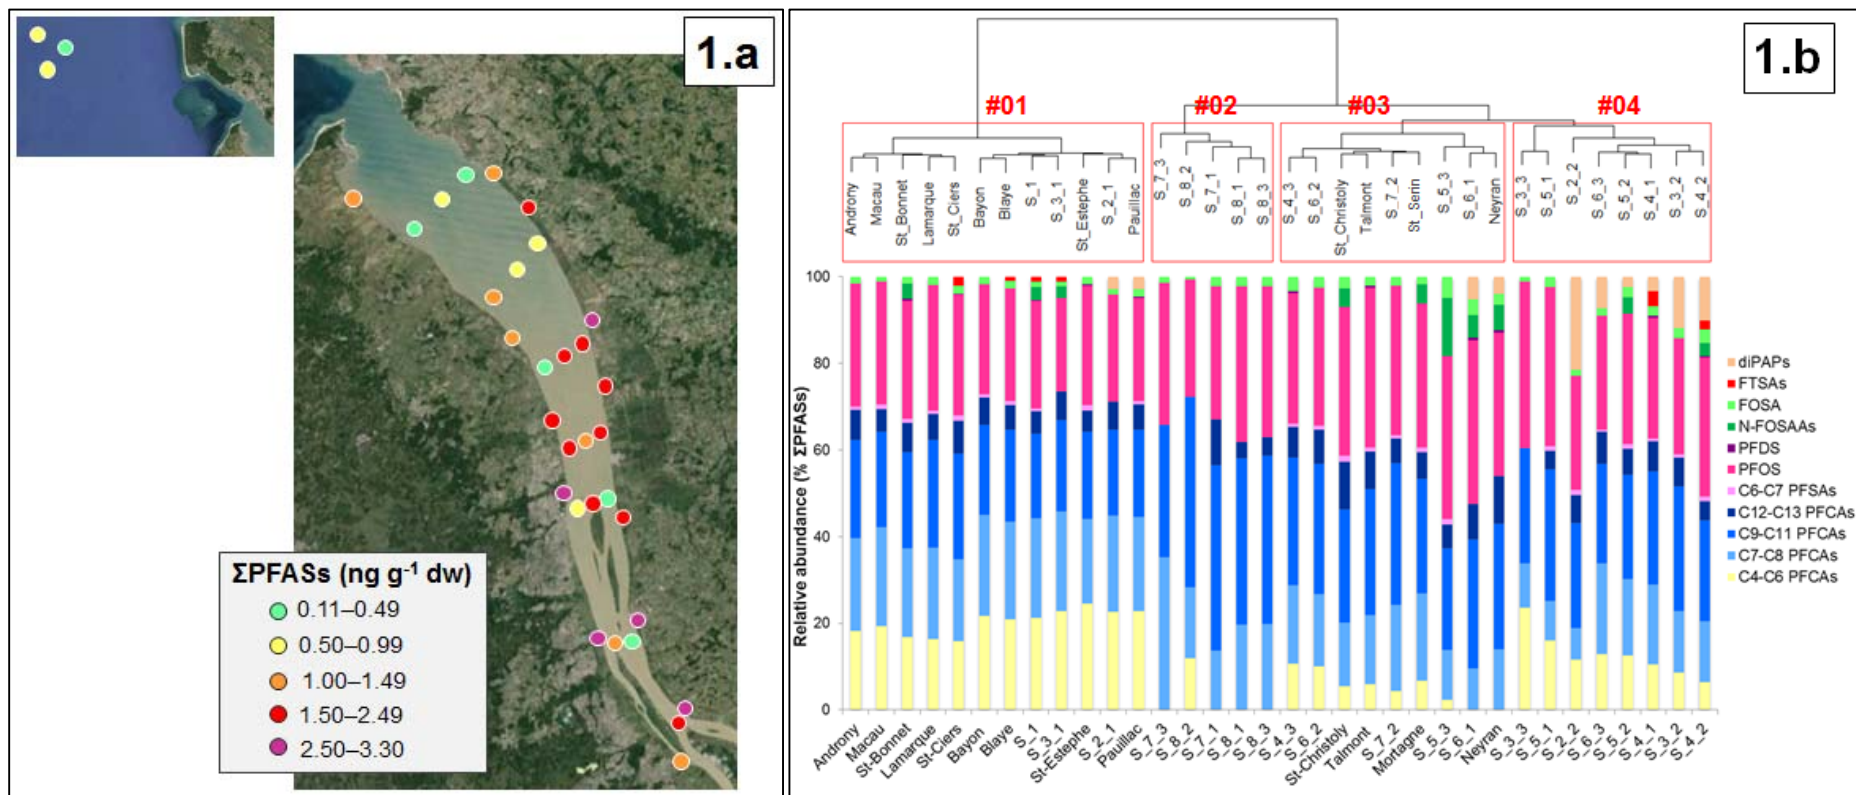 1.a
ΣPFASs (ng g⁻¹ dw)
0.11–0.49
0.50–0.99
1.00–1.49
1.50–2.49
2.50–3.30
1.b
#01
#02
#03
#04
Androny
Macau
St_Bonnet
Lamarque
St_Ciers
Bayon
Blaye
S_1
S_3_1
St_Estephe
S_2_1
Pauillac
S_7_3
S_8_2
S_7_1
S_8_1
S_8_3
S_4_3
S_6_2
St_Christoly
Talmont
S_7_2
St_Serin
S_5_3
S_6_1
Neyran
S_3_3
S_5_1
S_2_2
S_6_3
S_5_2
S_4_1
S_3_2
S_4_2
Relative abundance (% ΣPFASs)
100
80
60
40
20
0
diPAPs
FTSAs
FOSA
N-FOSAAs
PFDS
PFOS
C6-C7 PFSAs
C12-C13 PFCAs
C9-C11 PFCAs
C7-C8 PFCAs
C4-C6 PFCAs
Androny
Macau
St-Bonnet
Lamarque
St-Ciers
Bayon
Blaye
S_1
S_3_1
St-Estephe
S_2_1
Pauillac
S_7_3
S_8_2
S_7_1
S_8_1
S_8_3
S_4_3
S_6_2
St-Christoly
Talmont
S_7_2
Mortagne
S_5_3
S_6_1
Neyran
S_3_3
S_5_1
S_2_2
S_6_3
S_5_2
S_4_1
S_3_2
S_4_2